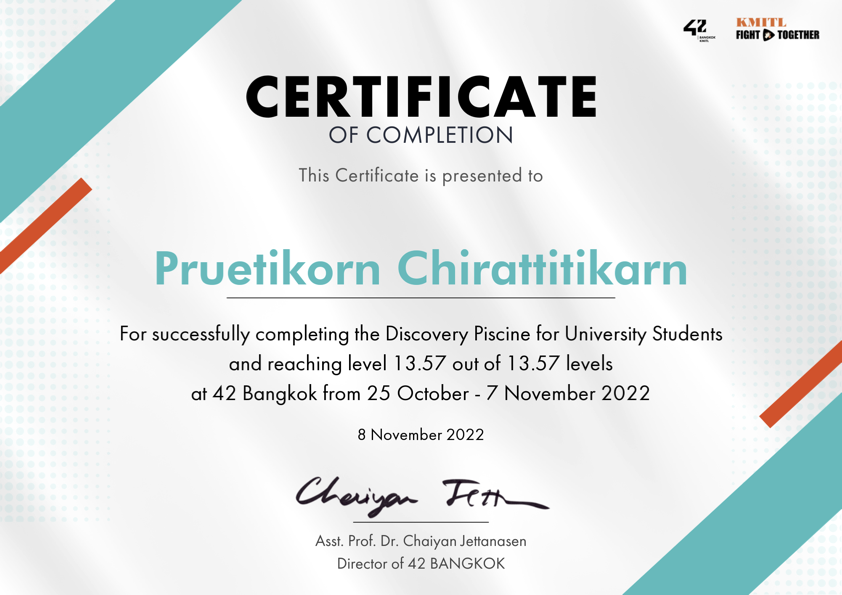 42
BANGKOK
KMITL
KMITL
FIGHT TOGETHER
CERTIFICATE
OF COMPLETION
This Certificate is presented to
Pruetikorn Chirattitikarn
For successfully completing the Discovery Piscine for University Students
and reaching level 13.57 out of 13.57 levels
at 42 Bangkok from 25 October - 7 November 2022
8 November 2022
Chaiyan Jett
Asst. Prof. Dr. Chaiyan Jettanasen
Director of 42 BANGKOK